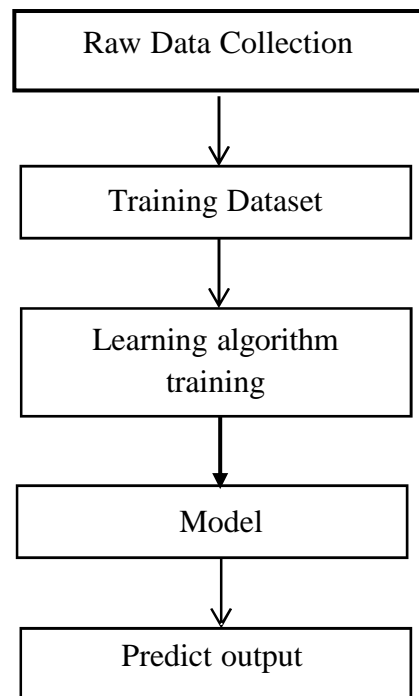 Raw Data Collection
Training Dataset
Learning algorithm
training
Model
Predict output